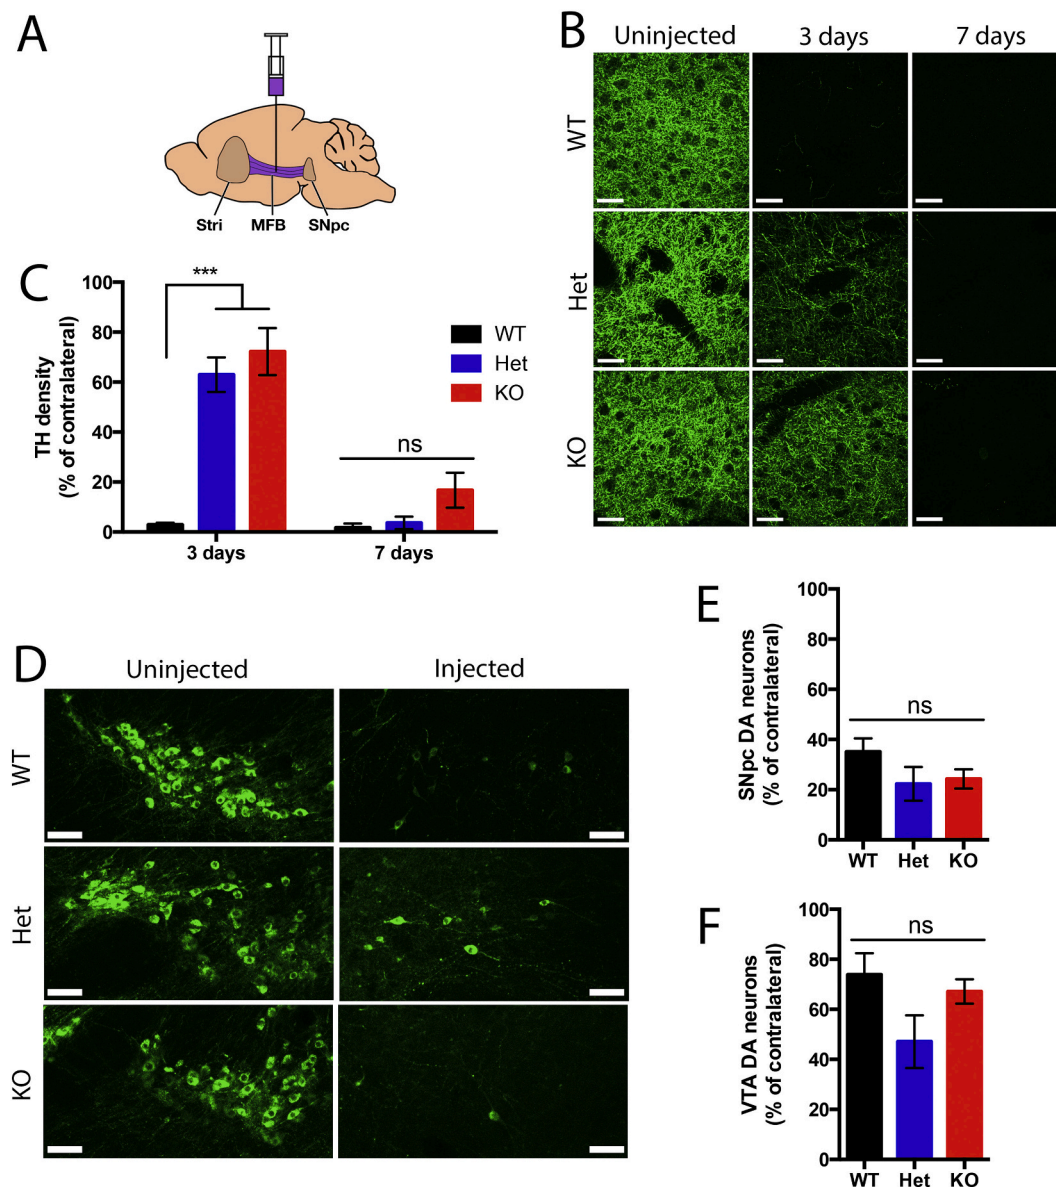 A
Stri MFB SNpc
B
Uninjected 3 days 7 days
WT
Het
KO
C
TH density
(% of contralateral)
100
80
60
40
20
0
***
ns
WT
Het
KO
3 days 7 days
D
Uninjected Injected
WT
Het
KO
E
SNpc DA neurons
(% of contralateral)
100
80
60
40
20
0
ns
WT Het KO
F
VTA DA neurons
(% of contralateral)
100
80
60
40
20
0
ns
WT Het KO